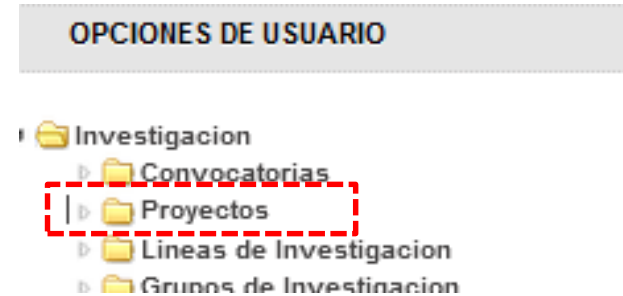 OPCIONES DE USUARIO
Investigacion
Convocatorias
Proyectos
Lineas de Investigacion
Grupos de Investigacion